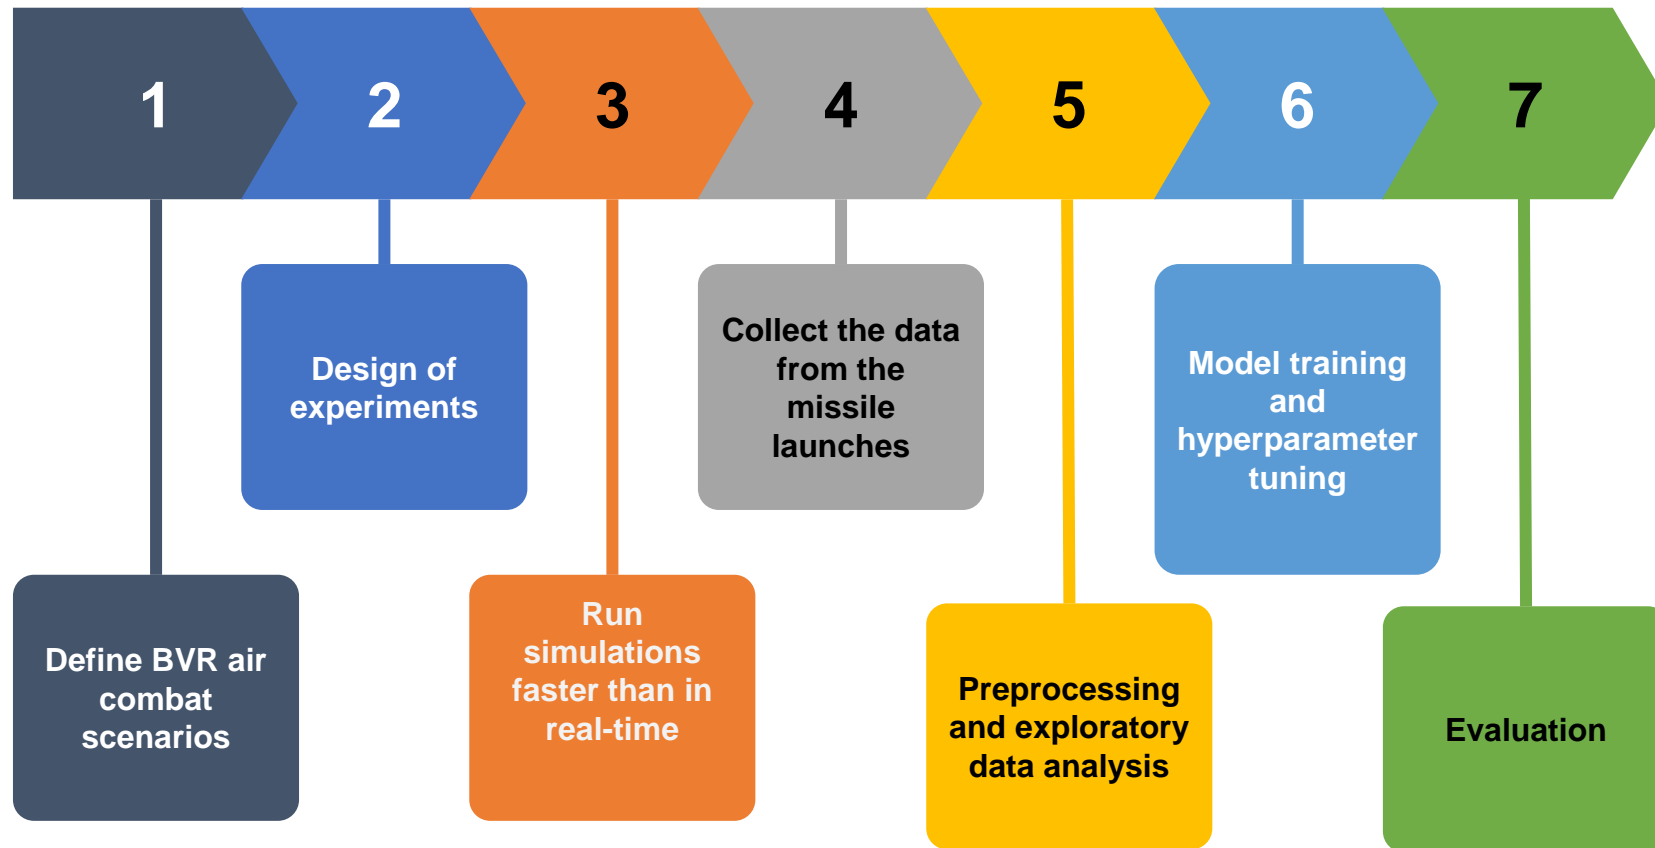 1
2
3
4
5
6
7
Design of
experiments
Collect the data
from the
missile
launches
Model training
and
hyperparameter
tuning
Define BVR air
combat
scenarios
Run
simulations
faster than in
real-time
Preprocessing
and exploratory
data analysis
Evaluation